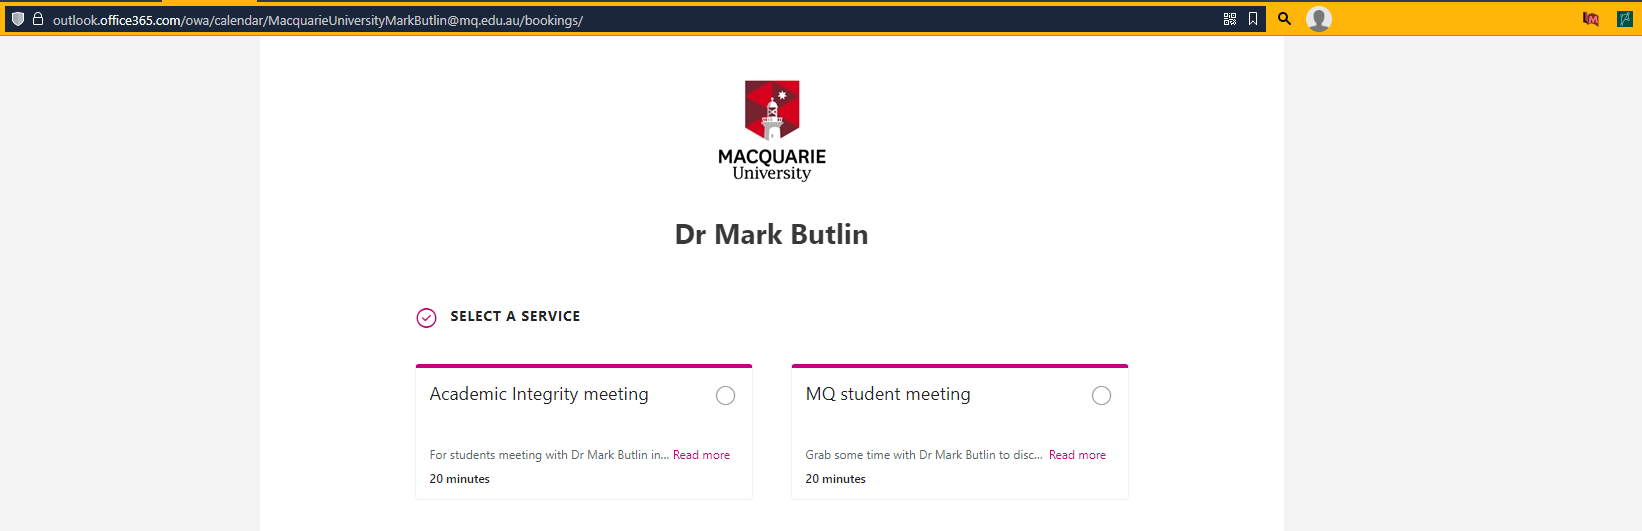 outlook.office365.com/owa/calendar/MacquarieUniversityMarkButlin@mq.edu.au/bookings/
MACQUARIE
University
Dr Mark Butlin
SELECT A SERVICE
Academic Integrity meeting
For students meeting with Dr Mark Butlin in... Read more
20 minutes
MQ student meeting
Grab some time with Dr Mark Butlin to disc... Read more
20 minutes